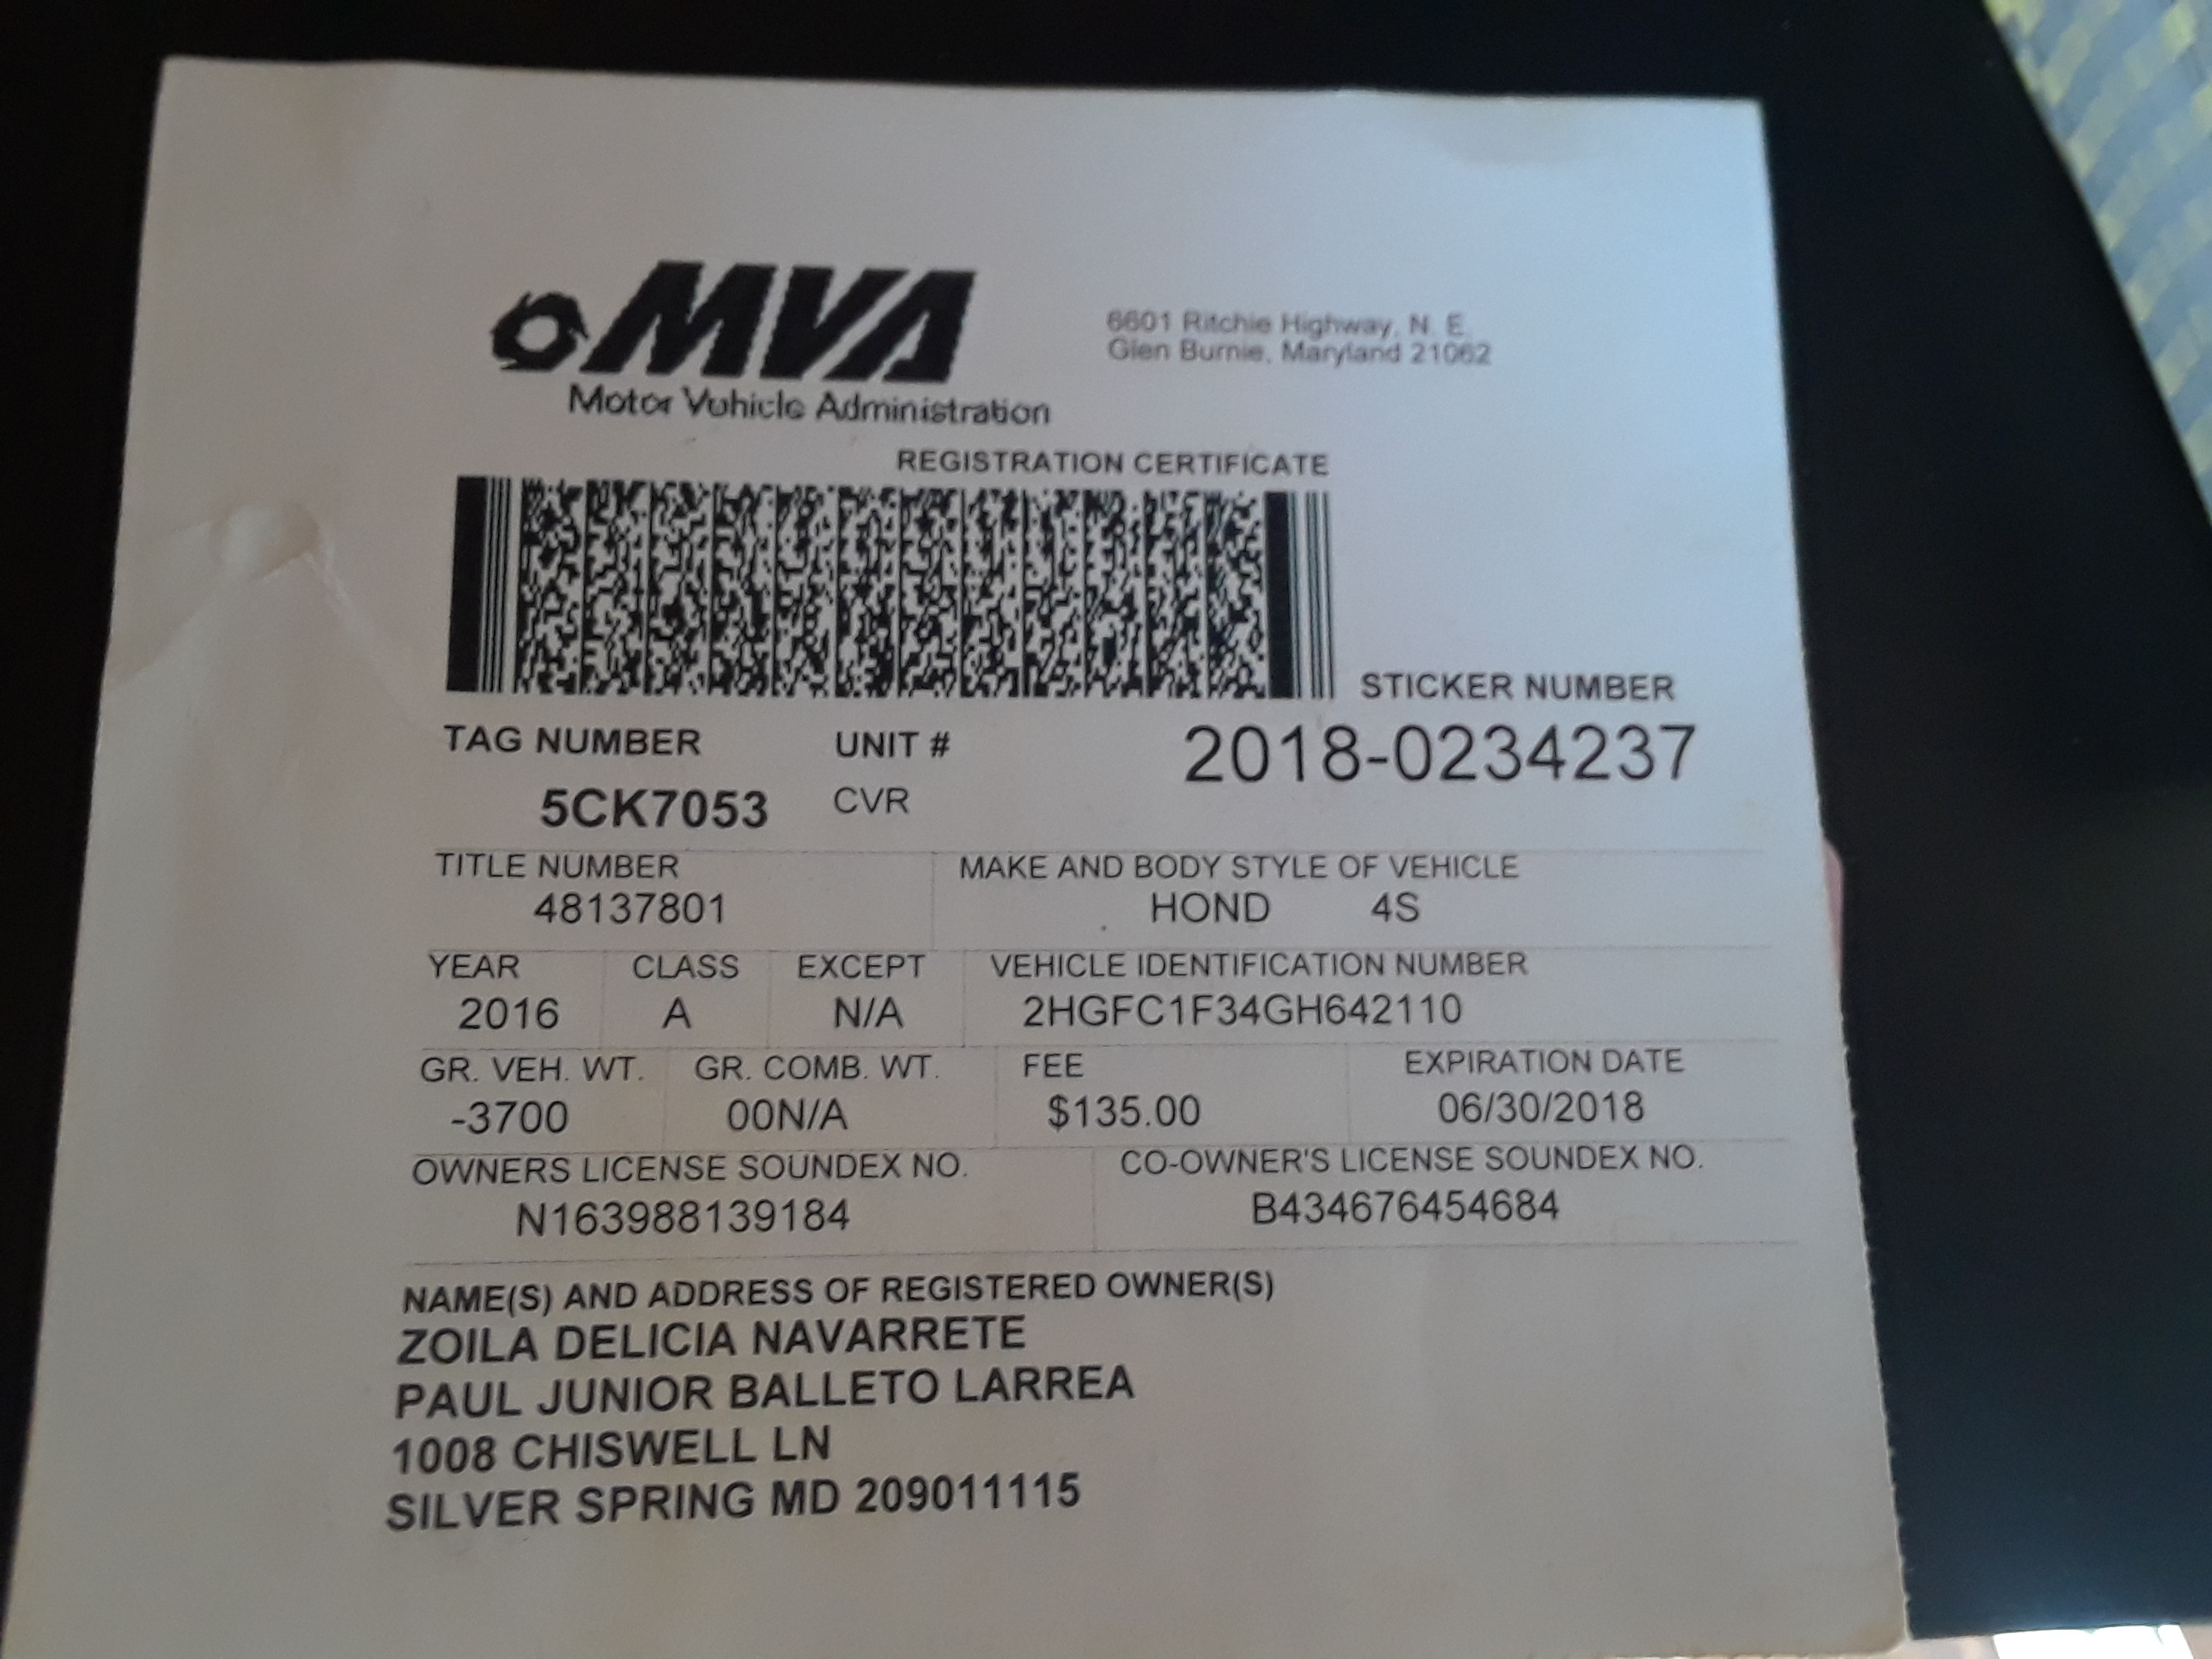 MVA
Motor Vehicle Administration
6601 Ritchie Highway, N. E.
Glen Burnie, Maryland 21062
REGISTRATION CERTIFICATE
STICKER NUMBER
TAG NUMBER UNIT # 2018-0234237
5CK7053 CVR
TITLE NUMBER MAKE AND BODY STYLE OF VEHICLE
48137801 HOND 4S
YEAR CLASS EXCEPT VEHICLE IDENTIFICATION NUMBER
2016 A N/A 2HGFC1F34GH642110
GR. VEH. WT. GR. COMB. WT. FEE EXPIRATION DATE
-3700 00N/A $135.00 06/30/2018
OWNERS LICENSE SOUNDEX NO. CO-OWNER'S LICENSE SOUNDEX NO.
N163988139184 B434676454684
NAME(S) AND ADDRESS OF REGISTERED OWNER(S)
ZOILA DELICIA NAVARRETE
PAUL JUNIOR BALLETO LARREA
1008 CHISWELL LN
SILVER SPRING MD 209011115